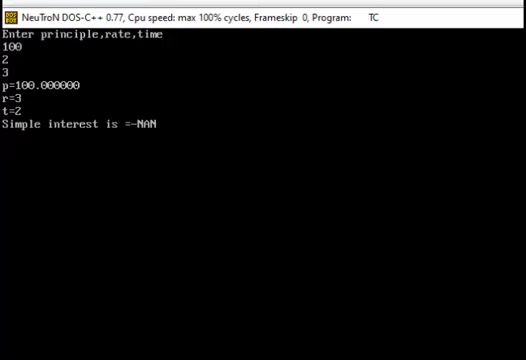 NeuTroN DOS-C++ 0.77, Cpu speed: max 100% cycles, Frameskip 0, Program: TC
Enter principle,rate,time
100
2
3
p=100.000000
r=3
t=2
Simple interest is =-NAN